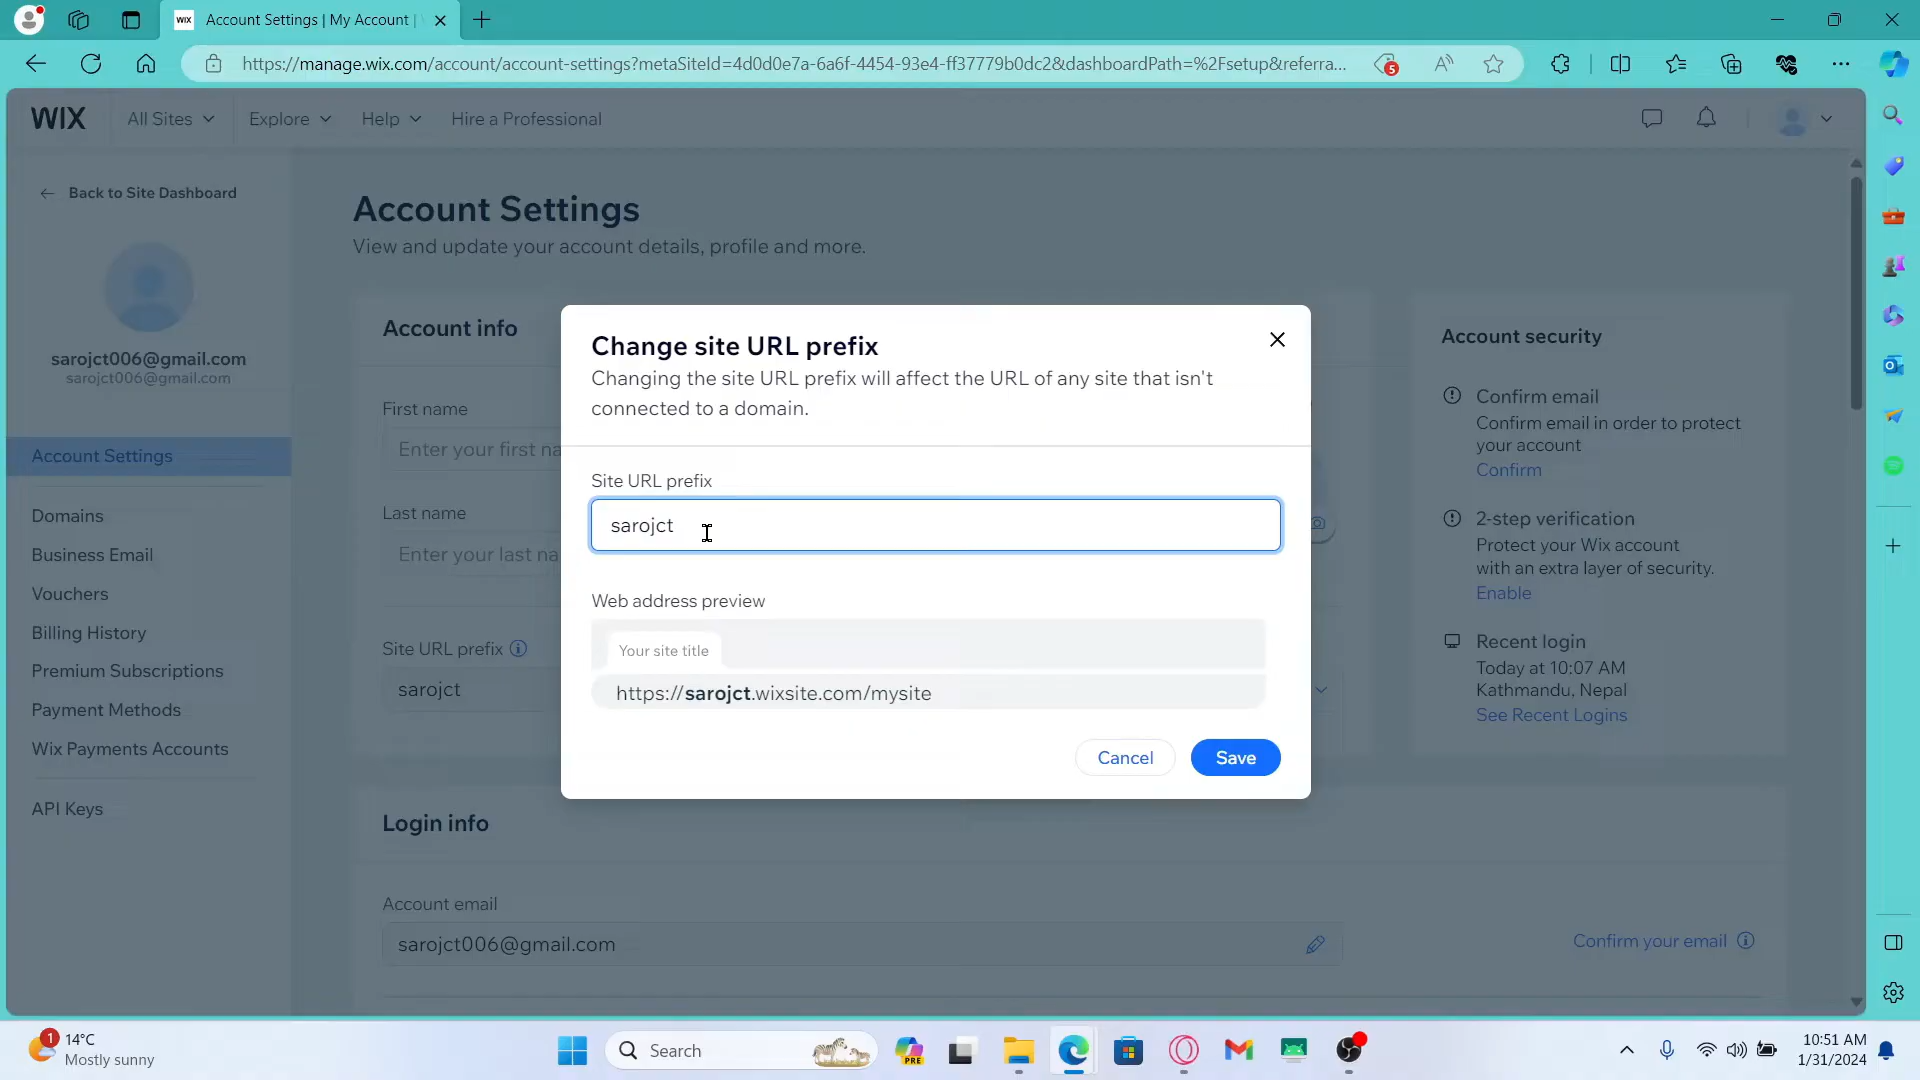 WIX
Account Settings | My Account |
https://manage.wix.com/account/account-settings?metaSiteId=4d0d0e7a-6a6f-4454-93e4-ff37779b0dc2&dashboardPath=%2Fsetup&referra...
5
WIX
All Sites
Explore
Help
Hire a Professional
Back to Site Dashboard
sarojct006@gmail.com
sarojct006@gmail.com
Account Settings
Domains
Business Email
Vouchers
Billing History
Premium Subscriptions
Payment Methods
Wix Payments Accounts
API Keys
Account Settings
View and update your account details, profile and more.
Account info
First name
Enter your first na
Last name
Enter your last na
Site URL prefix
sarojct
Change site URL prefix
Changing the site URL prefix will affect the URL of any site that isn't
connected to a domain.
Site URL prefix
sarojct
Web address preview
Your site title
https://sarojct.wixsite.com/mysite
Cancel
Save
Account security
Confirm email
Confirm email in order to protect
your account
Confirm
2-step verification
Protect your Wix account
with an extra layer of security.
Enable
Recent login
Today at 10:07 AM
Kathmandu, Nepal
See Recent Logins
Login info
Account email
sarojct006@gmail.com
Confirm your email
1
14°C
Mostly sunny
Search
PRE
10:51 AM
1/31/2024